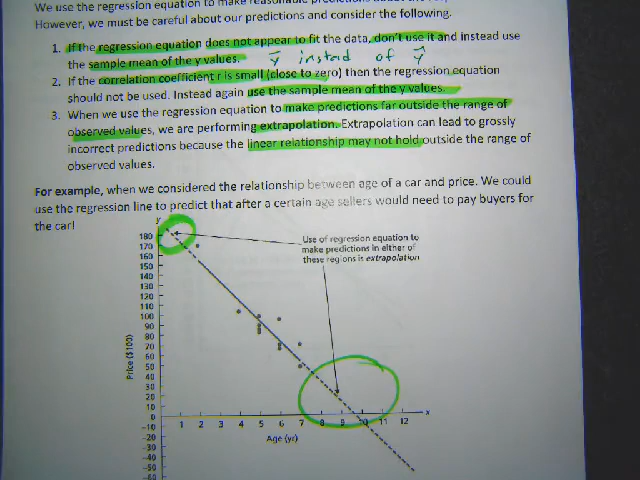 We use the regression equation to make reasonable predictions about the
However, we must be careful about our predictions and consider the following.
1. If the regression equation does not appear to fit the data, don't use it and instead use
the sample mean of the y values. y̅ instead of ŷ
2. If the correlation coefficient r is small (close to zero) then the regression equation
should not be used. Instead again use the sample mean of the y values.
3. When we use the regression equation to make predictions far outside the range of
observed values, we are performing extrapolation. Extrapolation can lead to grossly
incorrect predictions because the linear relationship may not hold outside the range of
observed values.
For example, when we considered the relationship between age of a car and price. We could
use the regression line to predict that after a certain age sellers would need to pay buyers for
the car!
y
180
170
160
150
140
130
120
110
100
90
80
70
60
50
40
30
20
10
0
-10
-20
-30
-40
-50
-60
Price ($100)
Use of regression equation to
make predictions in either of
these regions is extrapolation
1 2 3 4 5 6 7 8 9 10 11 12 x
Age (yr)